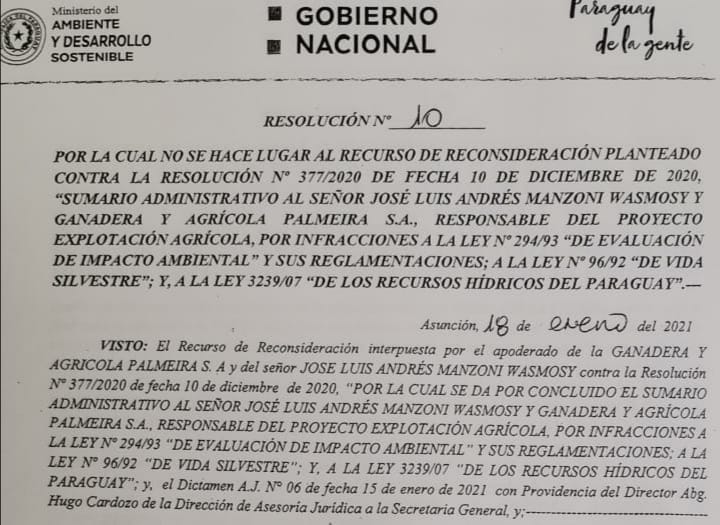 Ministerio del
AMBIENTE
Y DESARROLLO
SOSTENIBLE
GOBIERNO
NACIONAL
Paraguay
de la gente
RESOLUCIÓN Nº 10
POR LA CUAL NO SE HACE LUGAR AL RECURSO DE RECONSIDERACIÓN PLANTEADO
CONTRA LA RESOLUCIÓN Nº 377/2020 DE FECHA 10 DE DICIEMBRE DE 2020,
“SUMARIO ADMINISTRATIVO AL SEÑOR JOSÉ LUIS ANDRÉS MANZONI WASMOSY Y
GANADERA Y AGRÍCOLA PALMEIRA S.A., RESPONSABLE DEL PROYECTO
EXPLOTACIÓN AGRÍCOLA, POR INFRACCIONES A LA LEY Nº 294/93 “DE EVALUACIÓN
DE IMPACTO AMBIENTAL” Y SUS REGLAMENTACIONES; A LA LEY Nº 96/92 “DE VIDA
SILVESTRE”; Y, A LA LEY 3239/07 “DE LOS RECURSOS HÍDRICOS DEL PARAGUAY”.—
Asunción, 18 de enero del 2021
VISTO: El Recurso de Reconsideración interpuesta por el apoderado de la GANADERA Y
AGRICOLA PALMEIRA S. A y del señor JOSE LUIS ANDRÉS MANZONI WASMOSY contra la Resolución
Nº 377/2020 de fecha 10 de diciembre de 2020, “POR LA CUAL SE DA POR CONCLUIDO EL SUMARIO
ADMINISTRATIVO AL SEÑOR JOSÉ LUIS ANDRÉS MANZONI WASMOSY Y GANADERA Y AGRÍCOLA
PALMEIRA S.A., RESPONSABLE DEL PROYECTO EXPLOTACIÓN AGRÍCOLA, POR INFRACCIONES A
LA LEY Nº 294/93 “DE EVALUACIÓN DE IMPACTO AMBIENTAL” Y SUS REGLAMENTACIONES; A LA
LEY Nº 96/92 “DE VIDA SILVESTRE”; Y, A LA LEY 3239/07 “DE LOS RECURSOS HÍDRICOS DEL
PARAGUAY”; y, el Dictamen A.J. Nº 06 de fecha 15 de enero de 2021 con Providencia del Director Abg.
Hugo Cardozo de la Dirección de Asesoría Jurídica a la Secretaria General, y;------------------------------